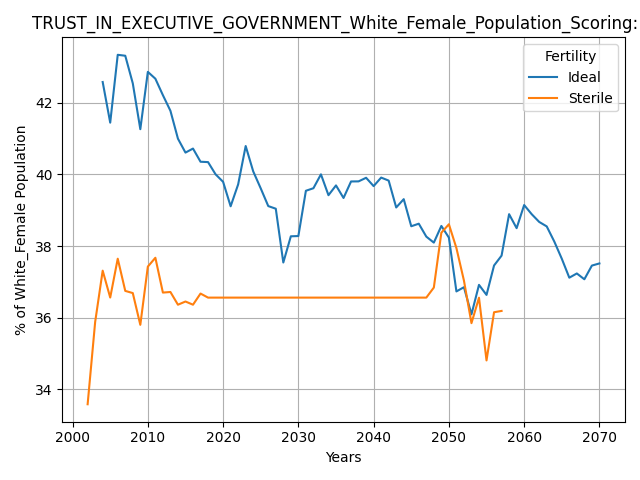 TRUST_IN_EXECUTIVE_GOVERNMENT_White_Female_Population_Scoring:
Fertility
Ideal
Sterile
% of White_Female Population
42
40
38
36
34
2000 2010 2020 2030 2040 2050 2060 2070
Years